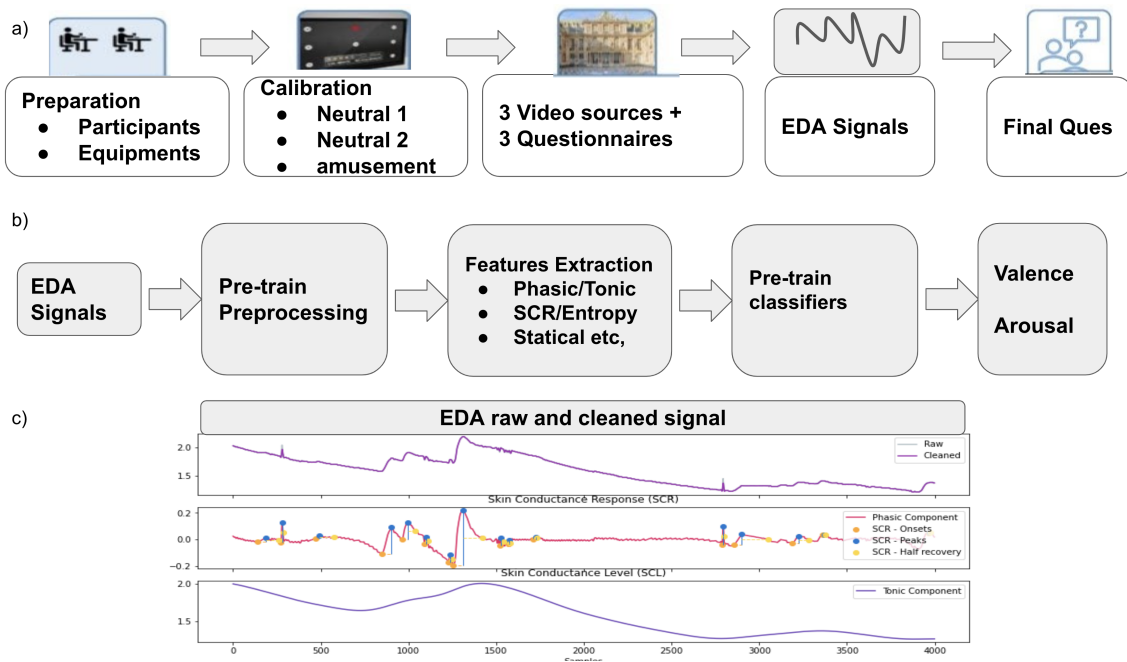 a)
Preparation
● Participants
● Equipments
Calibration
● Neutral 1
● Neutral 2
● amusement
3 Video sources +
3 Questionnaires
EDA Signals
?
Final Ques
b)
EDA
Signals
Pre-train
Preprocessing
Features Extraction
● Phasic/Tonic
● SCR/Entropy
● Statical etc,
Pre-train
classifiers
Valence
Arousal
c)
EDA raw and cleaned signal
2.0
1.5
Raw
Cleaned
Skin Conductance Response (SCR)
0.2
0.0
−0.2
Phasic Component
SCR - Onsets
SCR - Peaks
SCR - Half recovery
Skin Conductance Level (SCL)
2.0
1.5
Tonic Component
0 500 1000 1500 2000 2500 3000 3500 4000
Samples